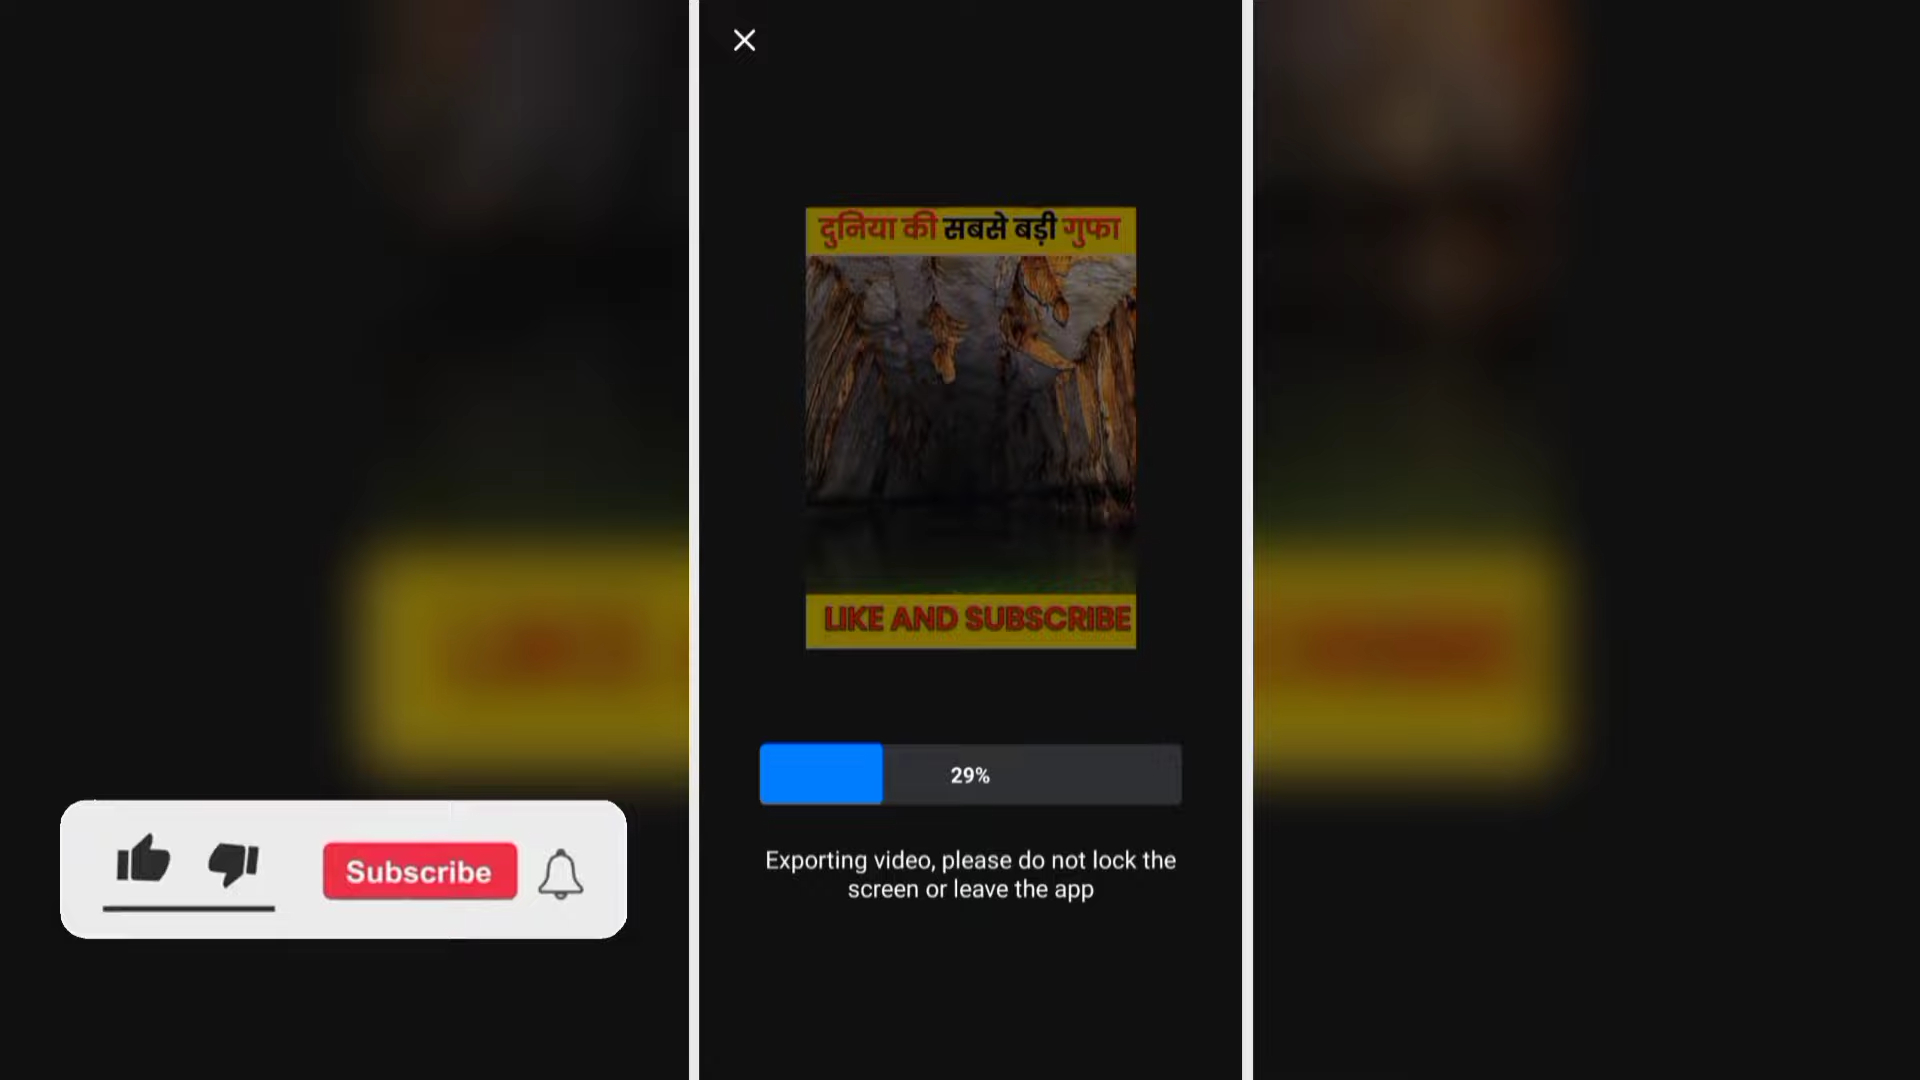 दुनिया की सबसे बड़ी गुफा
LIKE AND SUBSCRIBE
29%
Exporting video, please do not lock the
screen or leave the app
Subscribe